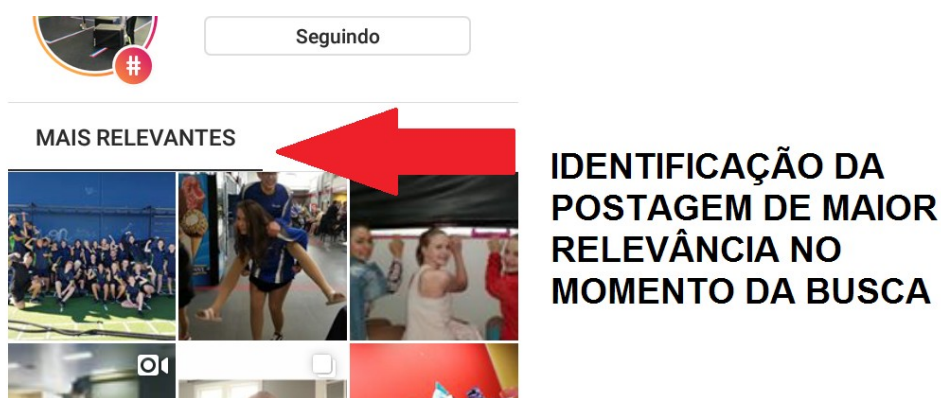 Seguindo
#
MAIS RELEVANTES
IDENTIFICAÇÃO DA
POSTAGEM DE MAIOR
RELEVÂNCIA NO
MOMENTO DA BUSCA